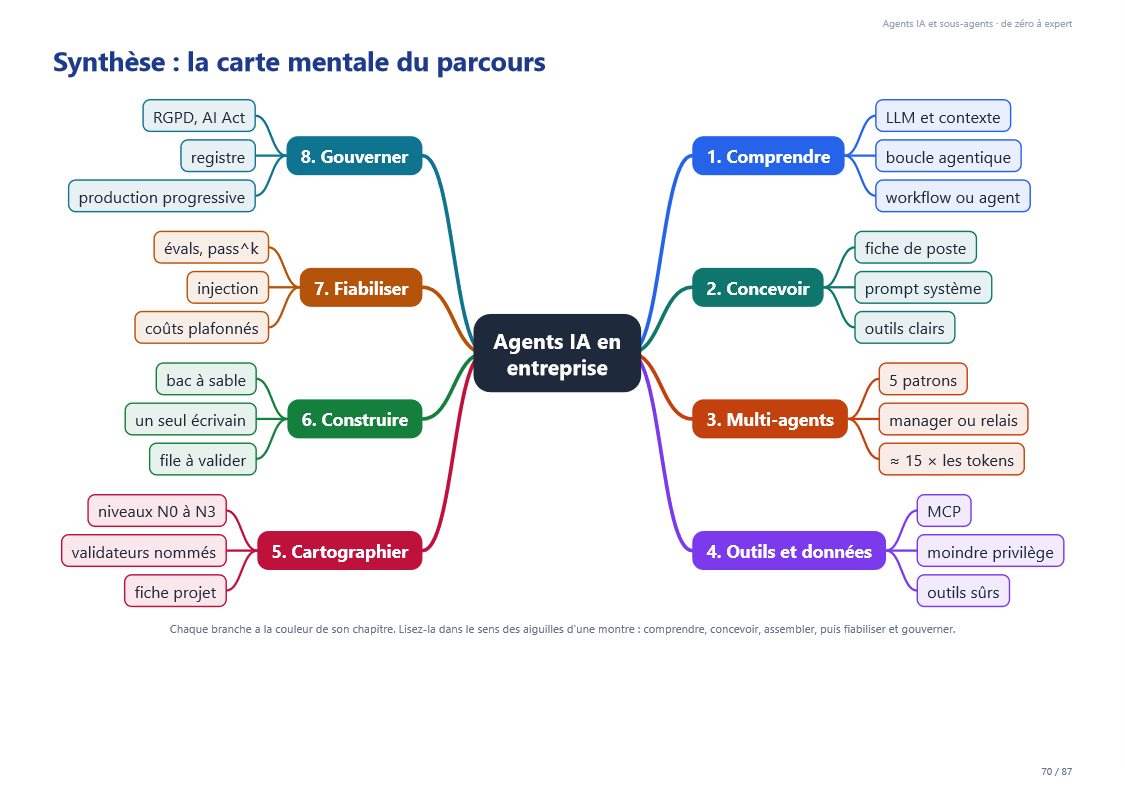 Agents IA et sous-agents · de zéro à expert
Synthèse : la carte mentale du parcours
Agents IA en
entreprise
1. Comprendre
LLM et contexte
boucle agentique
workflow ou agent
2. Concevoir
fiche de poste
prompt système
outils clairs
3. Multi-agents
5 patrons
manager ou relais
≈ 15 × les tokens
4. Outils et données
MCP
moindre privilège
outils sûrs
5. Cartographier
niveaux N0 à N3
validateurs nommés
fiche projet
6. Construire
bac à sable
un seul écrivain
file à valider
7. Fiabiliser
évals, pass^k
injection
coûts plafonnés
8. Gouverner
RGPD, AI Act
registre
production progressive
Chaque branche a la couleur de son chapitre. Lisez-la dans le sens des aiguilles d'une montre : comprendre, concevoir, assembler, puis fiabiliser et gouverner.
70 / 87